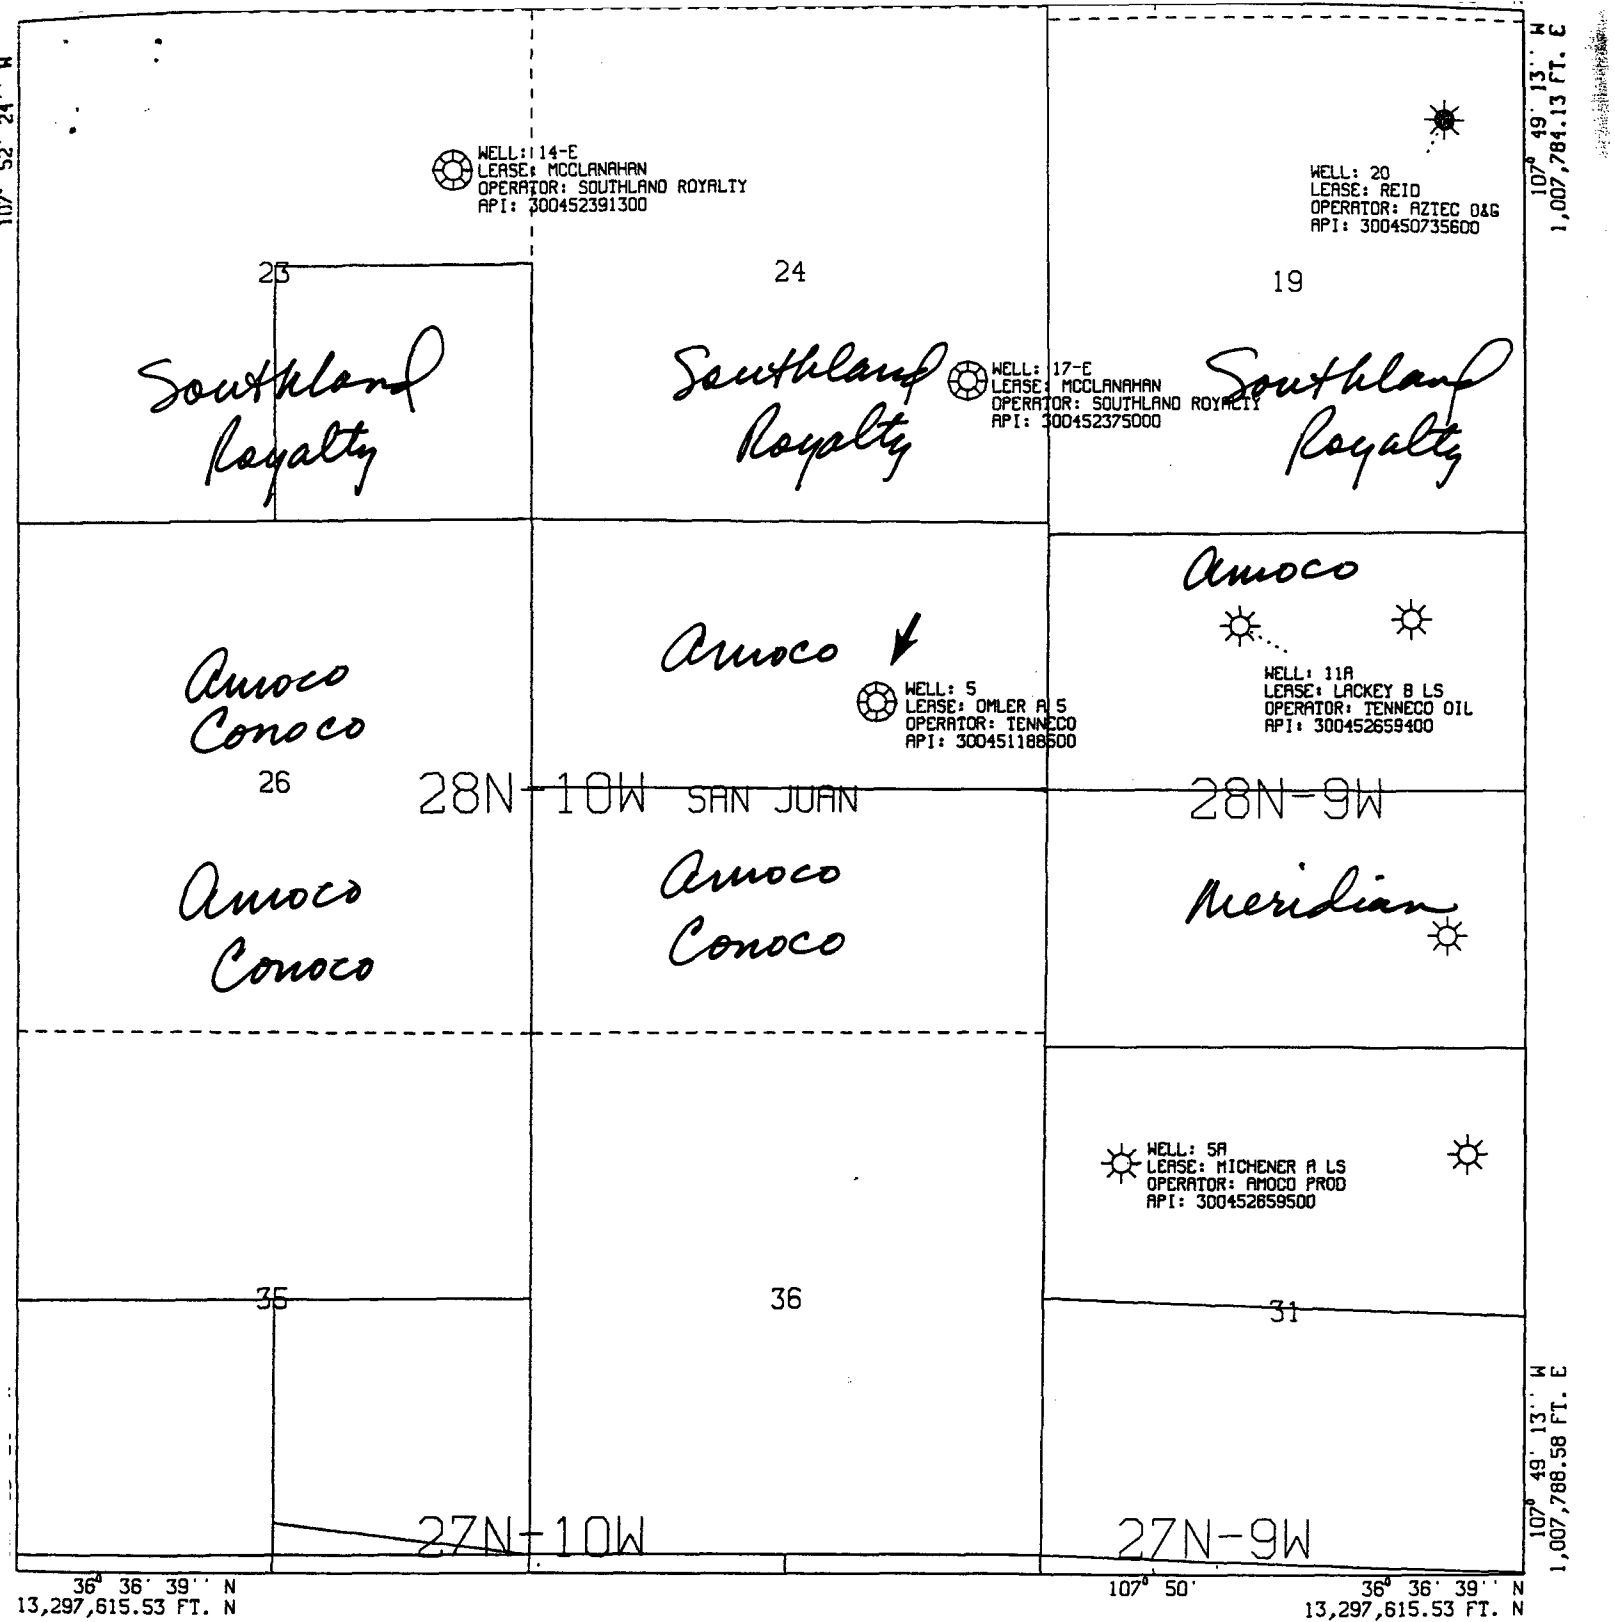 107° 52' 24'' W
107° 49' 13'' W
1,007,784.13 FT. E
WELL: 14-E
LEASE: MCCLANAHAN
OPERATOR: SOUTHLAND ROYALTY
API: 300452391300
WELL: 20
LEASE: REID
OPERATOR: AZTEC O&G
API: 300450735600
23
24
19
Southland
Royalty
Southland
Royalty
WELL: 17-E
LEASE: MCCLANAHAN
OPERATOR: SOUTHLAND ROYALTY
API: 300452375000
Southland
Royalty
Amoco
Conoco
Amoco
Amoco
WELL: 5
LEASE: OMLER A 5
OPERATOR: TENNECO
API: 300451188500
WELL: 11A
LEASE: LACKEY B LS
OPERATOR: TENNECO OIL
API: 300452659400
26
28N-10W SAN JUAN
28N-9W
Amoco
Conoco
Amoco
Conoco
Meridian
WELL: 5A
LEASE: MICHENER A LS
OPERATOR: AMOCO PROD
API: 300452659500
35
36
31
27N-10W
27N-9W
107° 49' 13'' W
1,007,788.58 FT. E
36° 36' 39'' N
13,297,615.53 FT. N
107° 50'
36° 36' 39'' N
13,297,615.53 FT. N